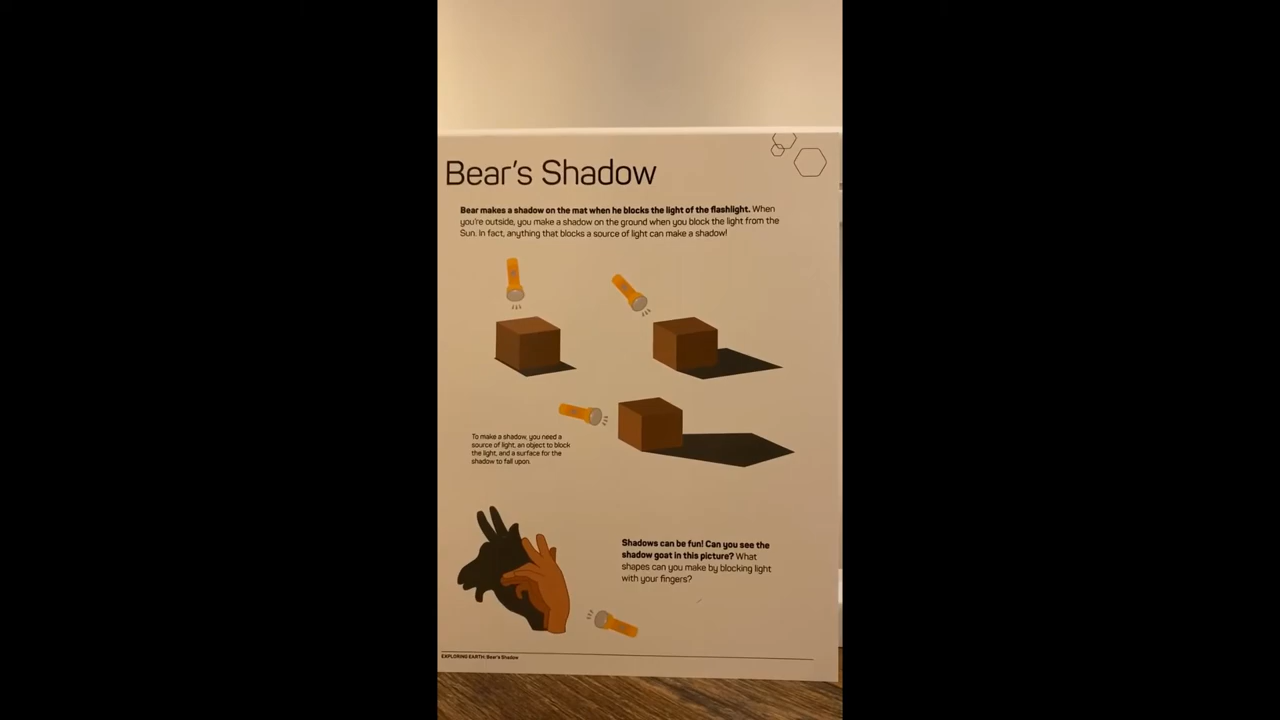 Bear's Shadow
Bear makes a shadow on the mat when he blocks the light of the flashlight. When
you're outside, you make a shadow on the ground when you block the light from the
Sun. In fact, anything that blocks a source of light can make a shadow!
To make a shadow, you need a
source of light, an object to block
the light, and a surface for the
shadow to fall upon.
Shadows can be fun! Can you see the
shadow goat in this picture? What
shapes can you make by blocking light
with your fingers?
EXPLORING EARTH: Bear's Shadow